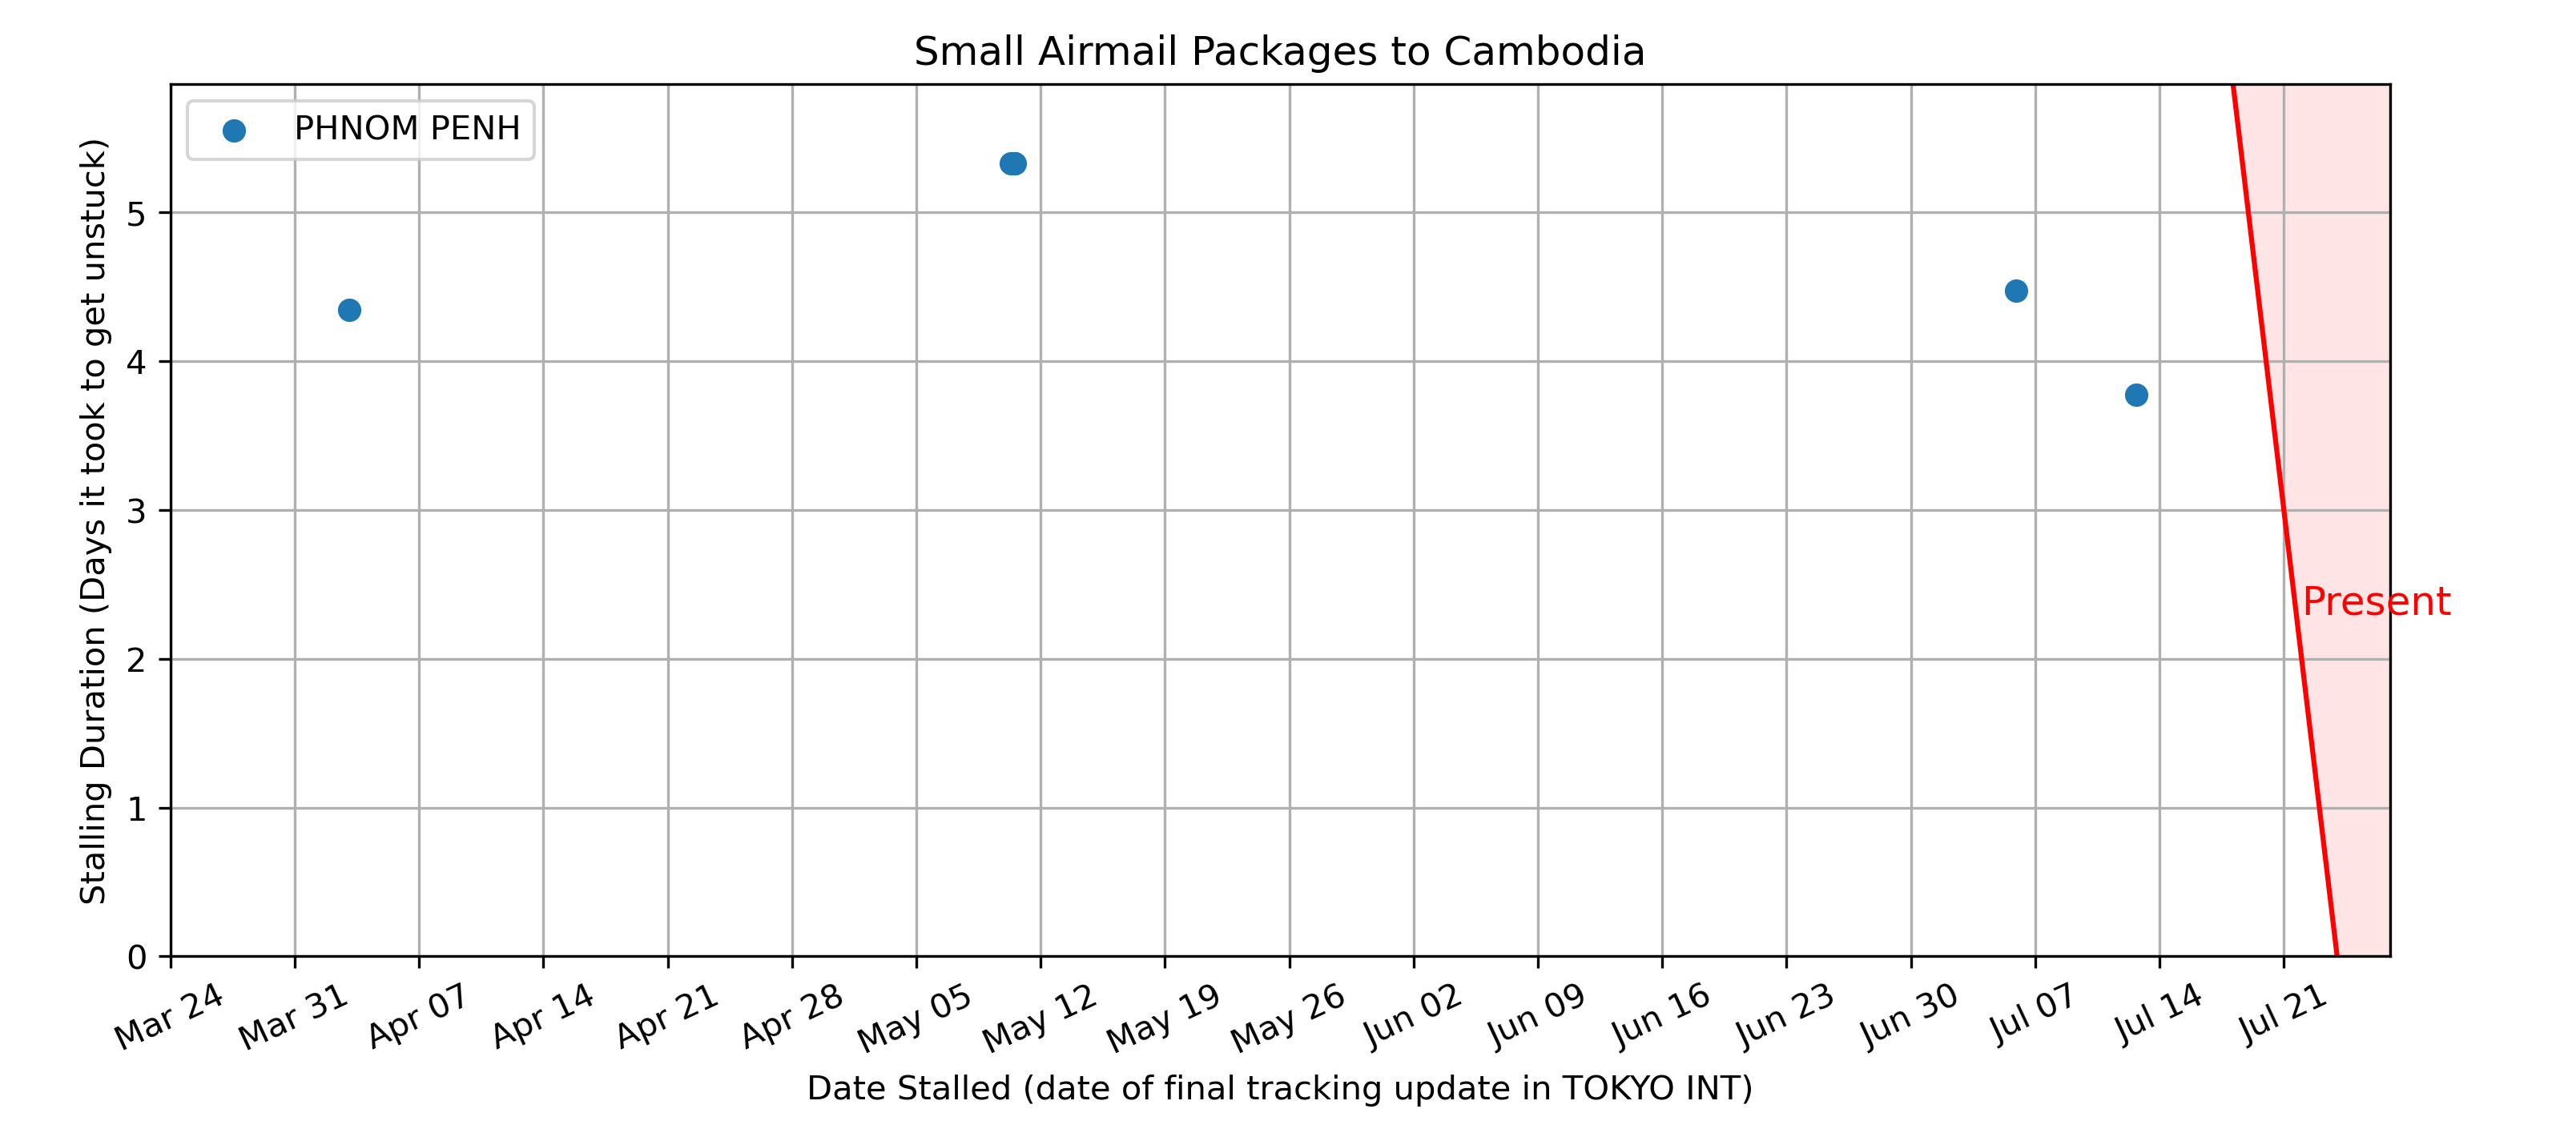 Small Airmail Packages to Cambodia
PHNOM PENH
Stalling Duration (Days it took to get unstuck)
5
4
3
2
1
0
Present
Mar 24
Mar 31
Apr 07
Apr 14
Apr 21
Apr 28
May 05
May 12
May 19
May 26
Jun 02
Jun 09
Jun 16
Jun 23
Jun 30
Jul 07
Jul 14
Jul 21
Date Stalled (date of final tracking update in TOKYO INT)